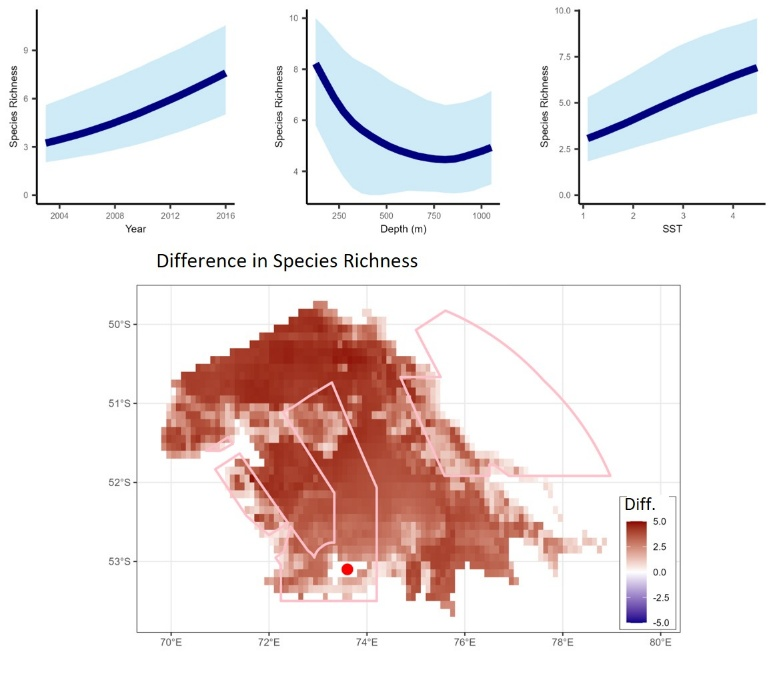 9
6
3
0
Species Richness
2004 2008 2012 2016
Year
10
8
6
4
Species Richness
250 500 750 1000
Depth (m)
10.0
7.5
5.0
2.5
0.0
Species Richness
1 2 3 4
SST
Difference in Species Richness
50°S
51°S
52°S
53°S
Diff.
5.0
2.5
0.0
-2.5
-5.0
70°E 72°E 74°E 76°E 78°E 80°E